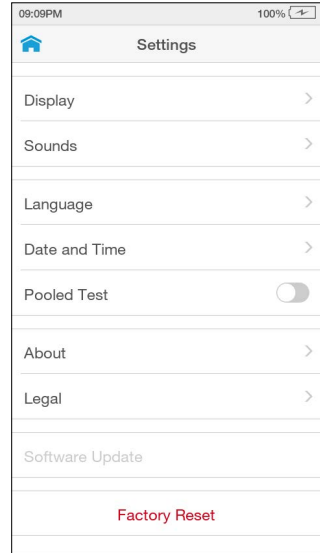 09:09PM 100%
Settings
Display
Sounds
Language
Date and Time
Pooled Test
About
Legal
Software Update
Factory Reset